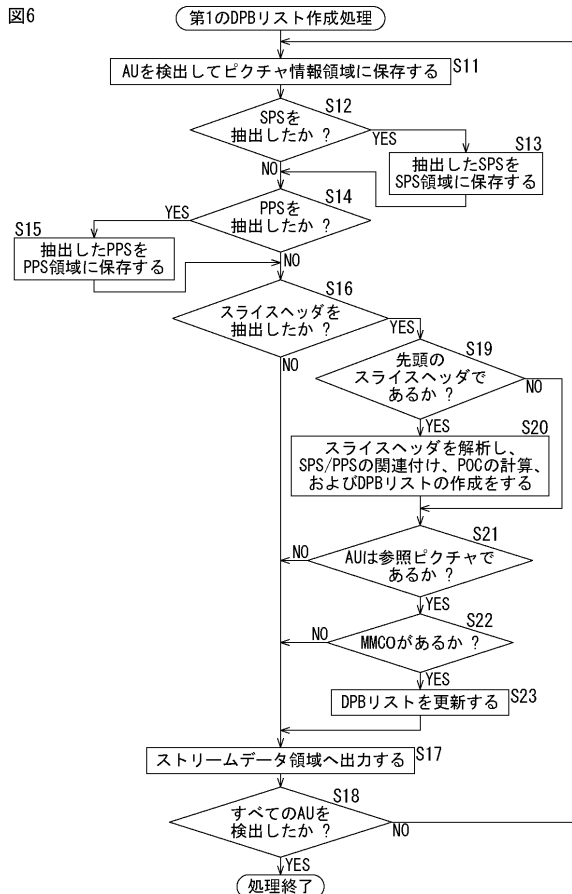 図6
第1のDPBリスト作成処理
AUを検出してピクチャ情報領域に保存する
S11
S12
SPSを
抽出したか ?
YES
NO
S13
抽出したSPSを
SPS領域に保存する
S14
PPSを
抽出したか ?
YES
NO
S15
抽出したPPSを
PPS領域に保存する
S16
スライスヘッダを
抽出したか ?
YES
NO
S19
先頭の
スライスヘッダで
あるか ?
NO
YES
S20
スライスヘッダを解析し、
SPS/PPSの関連付け、POCの計算、
およびDPBリストの作成をする
S21
AUは参照ピクチャで
あるか ?
NO
YES
S22
MMCOがあるか ?
NO
YES
DPBリストを更新する
S23
ストリームデータ領域へ出力する
S17
S18
すべてのAUを
検出したか ?
NO
YES
処理終了